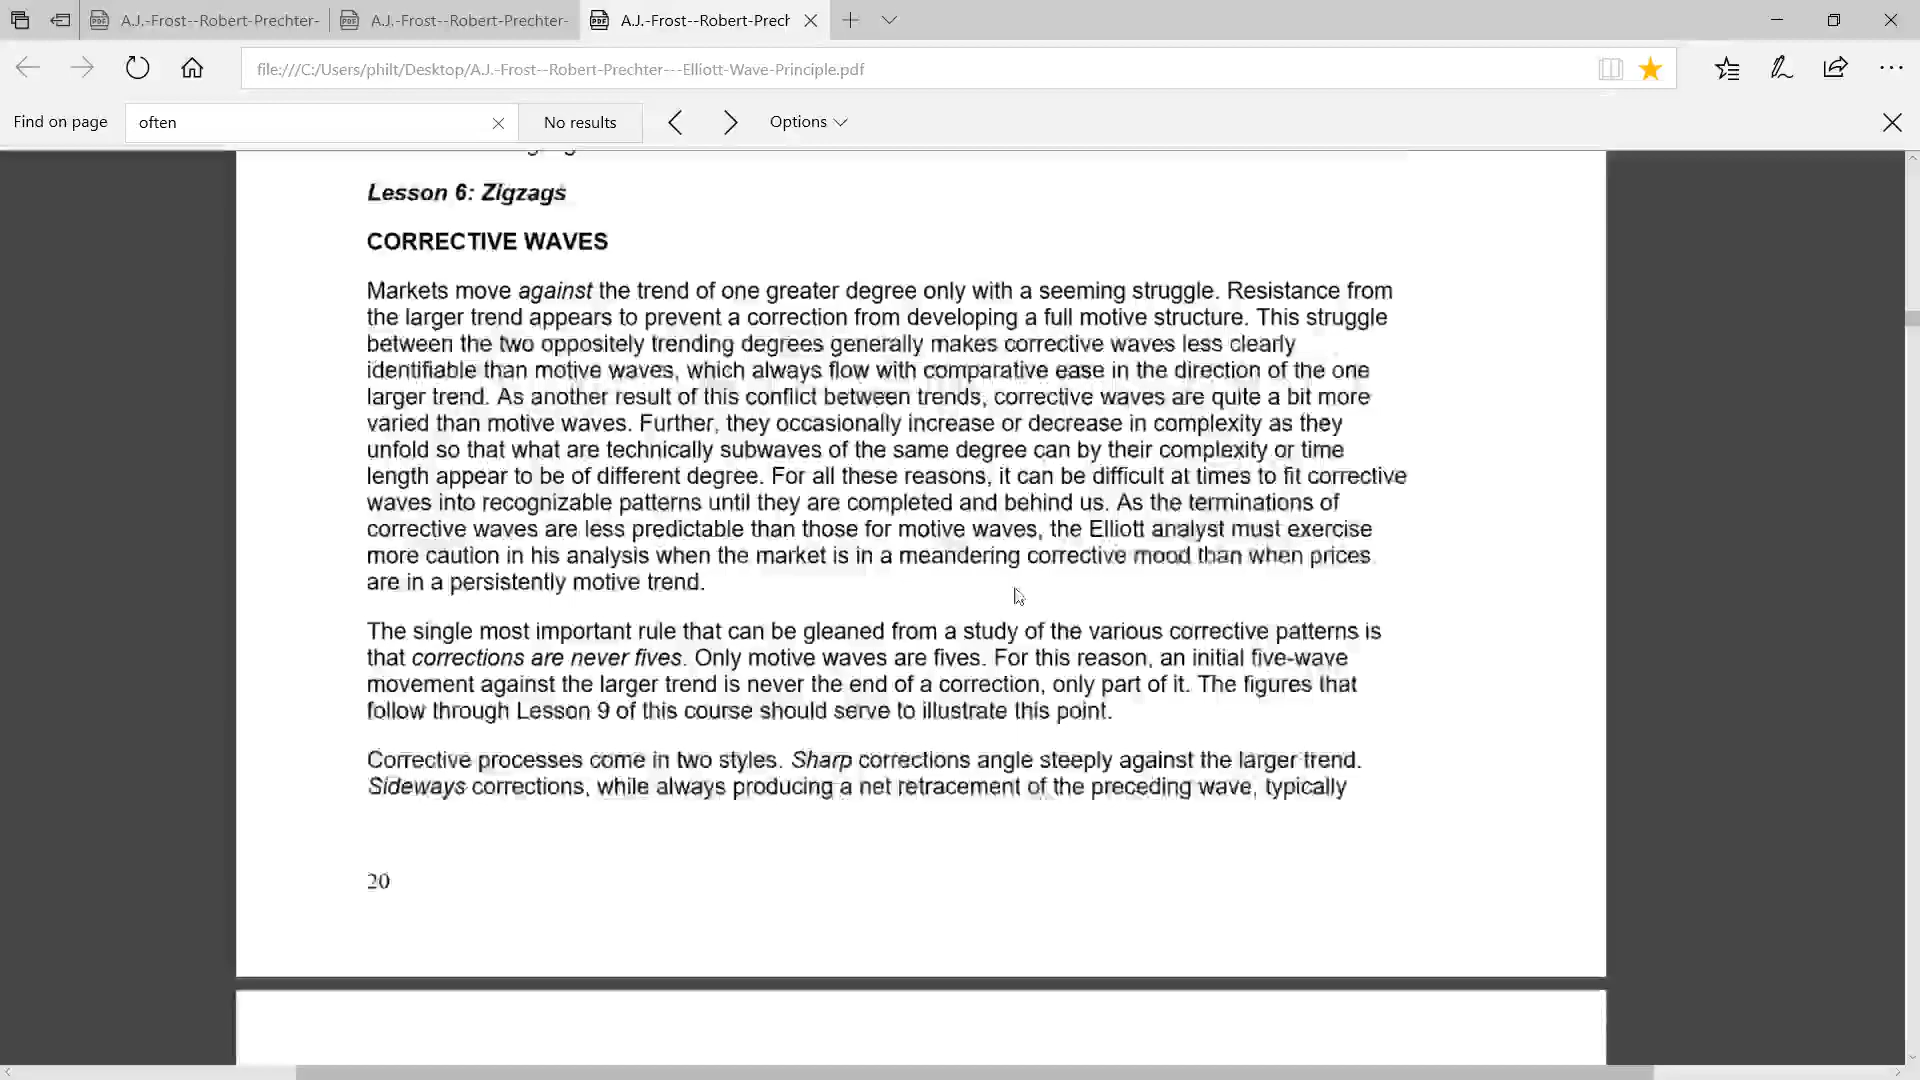 A.J.-Frost--Robert-Prechter-
A.J.-Frost--Robert-Prechter-
A.J.-Frost--Robert-Prech
file:///C:/Users/philt/Desktop/A.J.-Frost--Robert-Prechter---Elliott-Wave-Principle.pdf
Find on page
often
No results
Options
Lesson 6: Zigzags
CORRECTIVE WAVES
Markets move against the trend of one greater degree only with a seeming struggle. Resistance from
the larger trend appears to prevent a correction from developing a full motive structure. This struggle
between the two oppositely trending degrees generally makes corrective waves less clearly
identifiable than motive waves, which always flow with comparative ease in the direction of the one
larger trend. As another result of this conflict between trends, corrective waves are quite a bit more
varied than motive waves. Further, they occasionally increase or decrease in complexity as they
unfold so that what are technically subwaves of the same degree can by their complexity or time
length appear to be of different degree. For all these reasons, it can be difficult at times to fit corrective
waves into recognizable patterns until they are completed and behind us. As the terminations of
corrective waves are less predictable than those for motive waves, the Elliott analyst must exercise
more caution in his analysis when the market is in a meandering corrective mood than when prices
are in a persistently motive trend.
The single most important rule that can be gleaned from a study of the various corrective patterns is
that corrections are never fives. Only motive waves are fives. For this reason, an initial five-wave
movement against the larger trend is never the end of a correction, only part of it. The figures that
follow through Lesson 9 of this course should serve to illustrate this point.
Corrective processes come in two styles. Sharp corrections angle steeply against the larger trend.
Sideways corrections, while always producing a net retracement of the preceding wave, typically
20